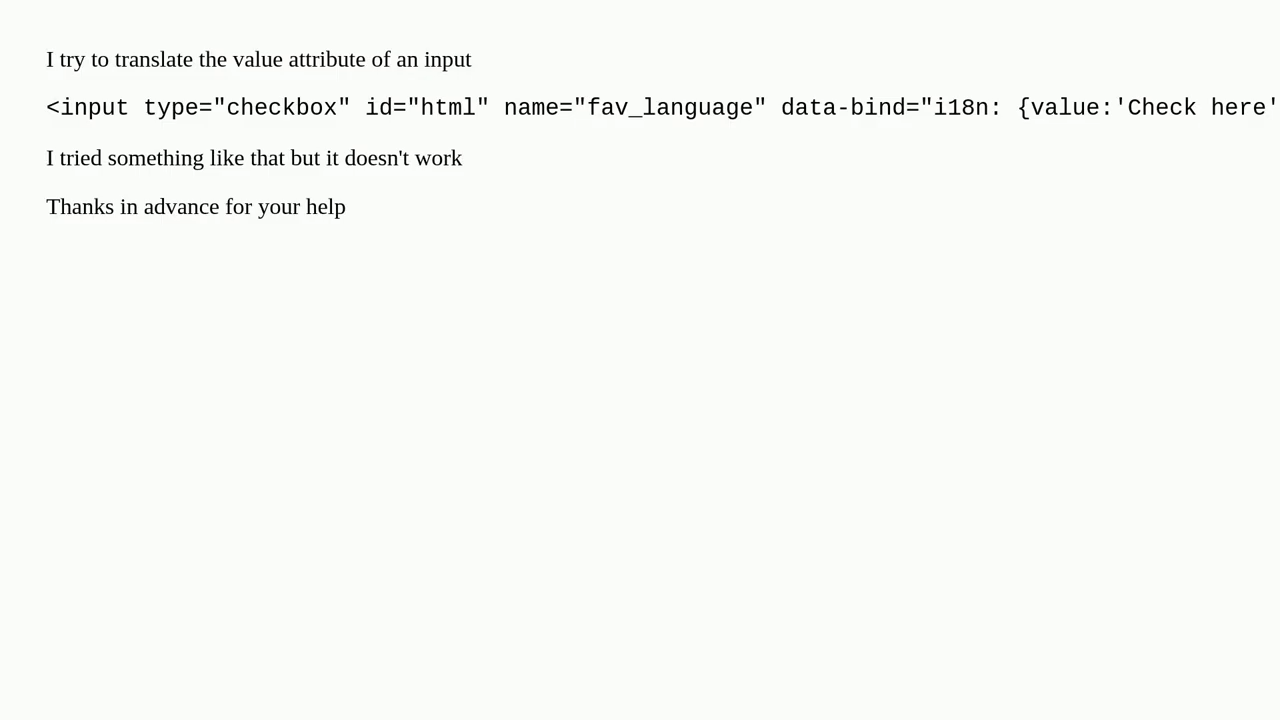 I try to translate the value attribute of an input
<input type="checkbox" id="html" name="fav_language" data-bind="i18n: {value:'Check here'
I tried something like that but it doesn't work
Thanks in advance for your help